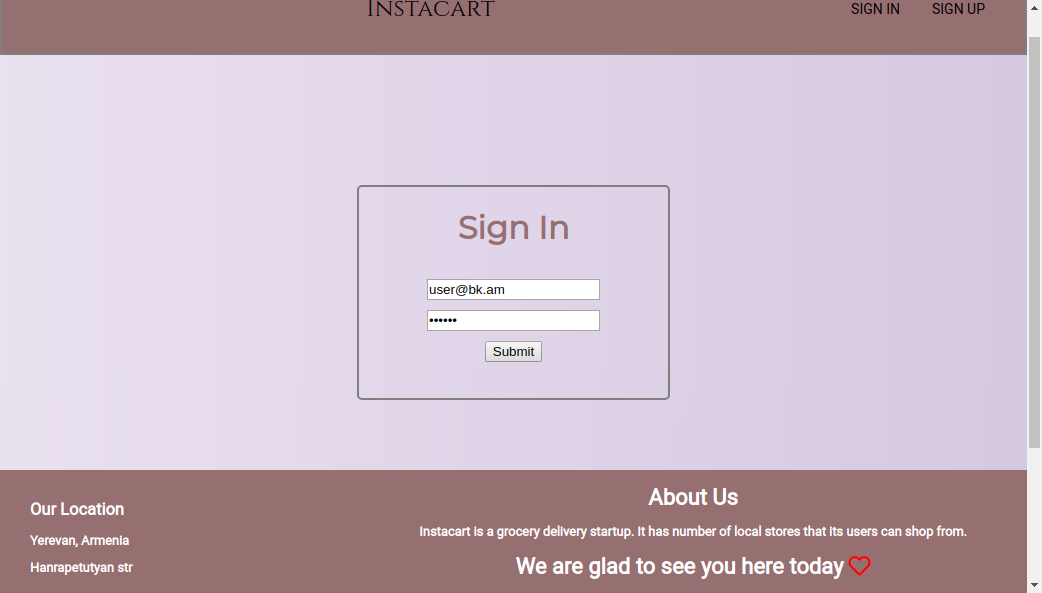 Instacart
SIGN IN SIGN UP
Sign In
user@bk.am
••••••
Submit
Our Location
Yerevan, Armenia
Hanrapetutyan str
About Us
Instacart is a grocery delivery startup. It has number of local stores that its users can shop from.
We are glad to see you here today